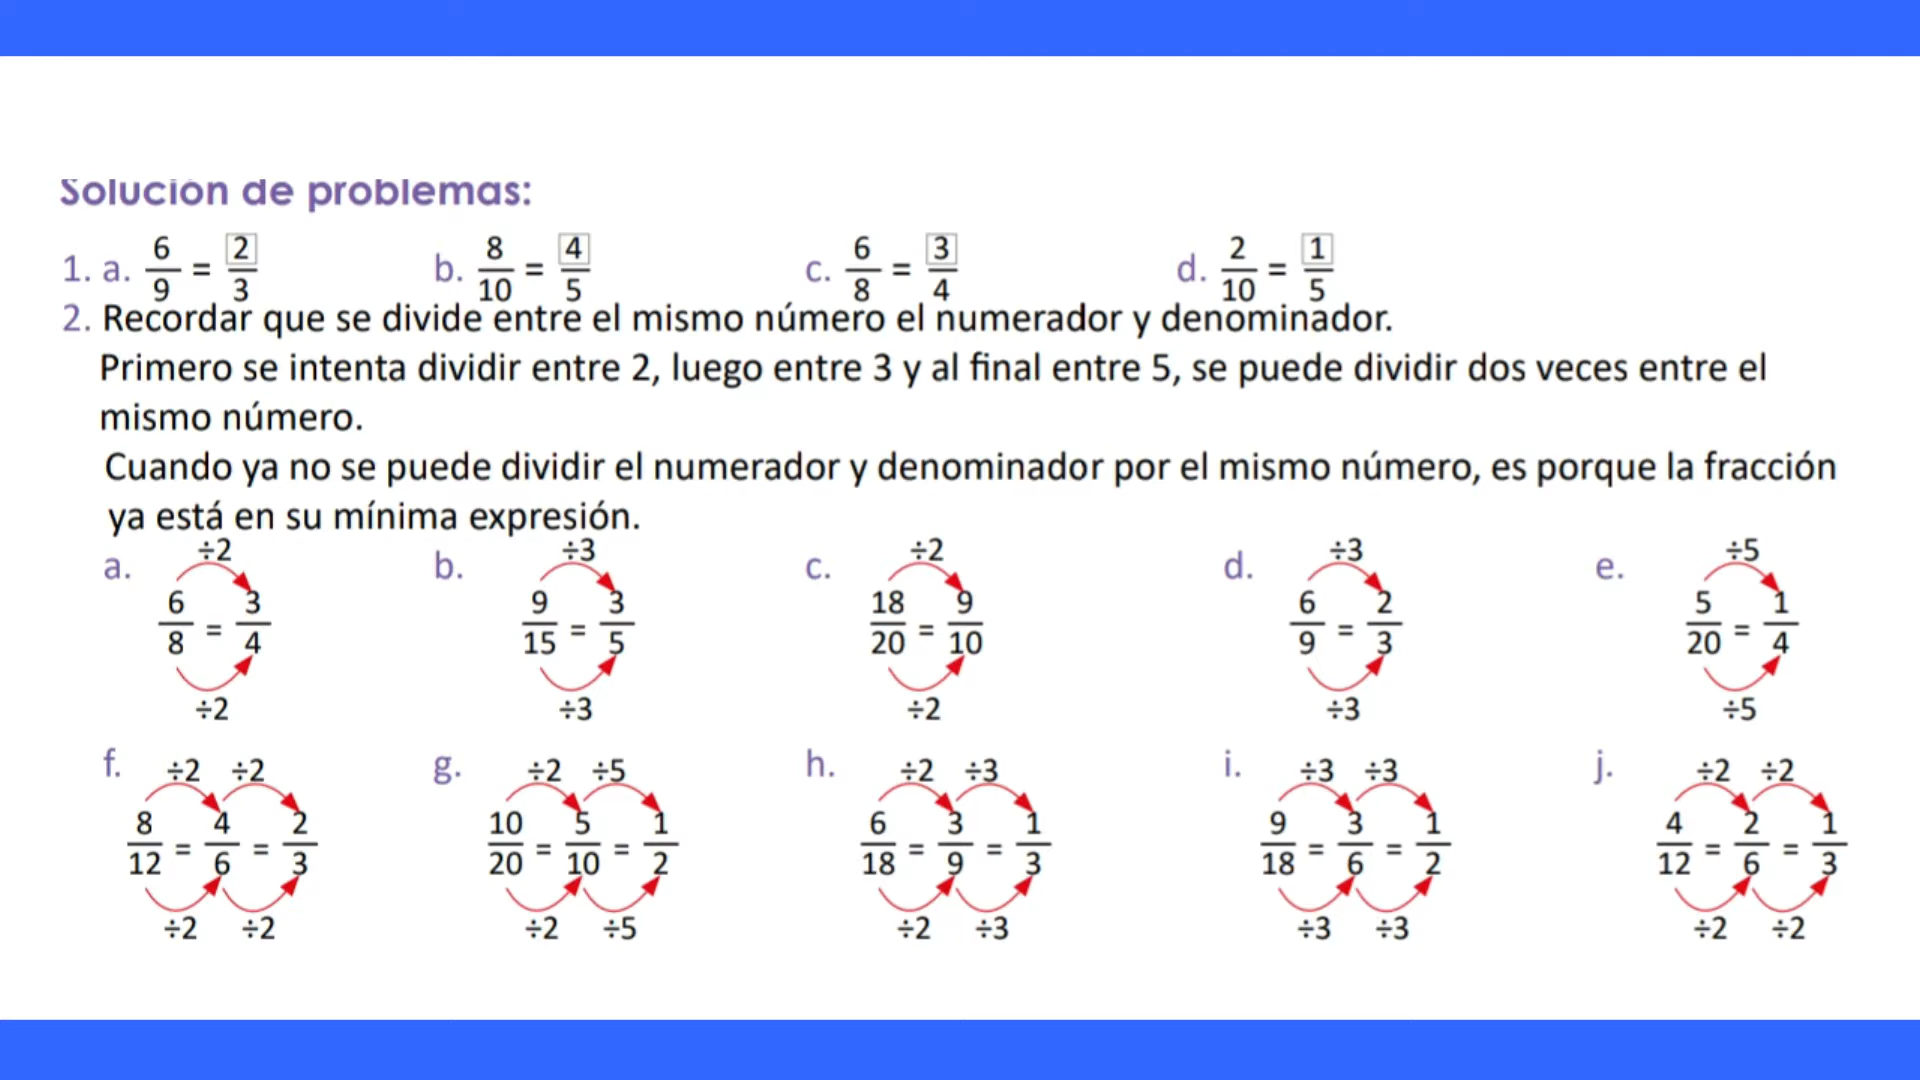 Solución de problemas:
1. a. 6/9 = 2/3 b. 8/10 = 4/5 c. 6/8 = 3/4 d. 2/10 = 1/5
2. Recordar que se divide entre el mismo número el numerador y denominador.
Primero se intenta dividir entre 2, luego entre 3 y al final entre 5, se puede dividir dos veces entre el
mismo número.
Cuando ya no se puede dividir el numerador y denominador por el mismo número, es porque la fracción
ya está en su mínima expresión.
a. ÷2 b. ÷3 c. ÷2 d. ÷3 e. ÷5
6/8 = 3/4 9/15 = 3/5 18/20 = 9/10 6/9 = 2/3 5/20 = 1/4
÷2 ÷3 ÷2 ÷3 ÷5
f. ÷2 ÷2 g. ÷2 ÷5 h. ÷2 ÷3 i. ÷3 ÷3 j. ÷2 ÷2
8/12 = 4/6 = 2/3 10/20 = 5/10 = 1/2 6/18 = 3/9 = 1/3 9/18 = 3/6 = 1/2 4/12 = 2/6 = 1/3
÷2 ÷2 ÷2 ÷5 ÷2 ÷3 ÷3 ÷3 ÷2 ÷2